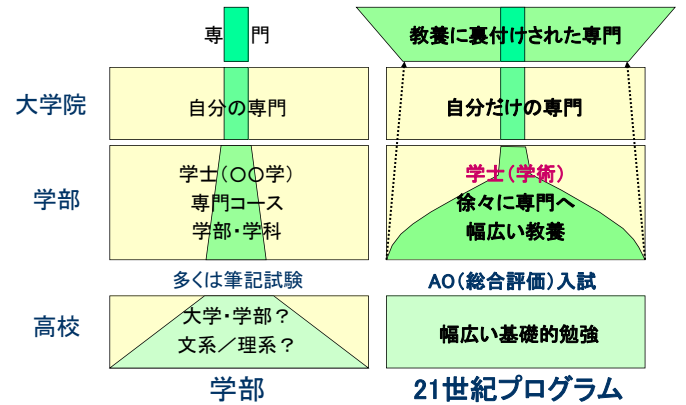 専 門
教養に裏付けされた専門
大学院
自分の専門
自分だけの専門
学部
学士(〇〇学)
専門コース
学部・学科
学士(学術)
徐々に専門へ
幅広い教養
多くは筆記試験
AO(総合評価)入試
高校
大学・学部?
文系/理系?
幅広い基礎的勉強
学部
21世紀プログラム